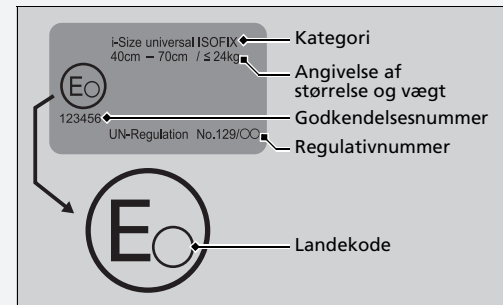 i-Size universal ISOFIX
40cm – 70cm / ≤ 24kg
E○
123456
UN-Regulation No.129/○○
Kategori
Angivelse af
størrelse og vægt
Godkendelsesnummer
Regulativnummer
E○
Landekode